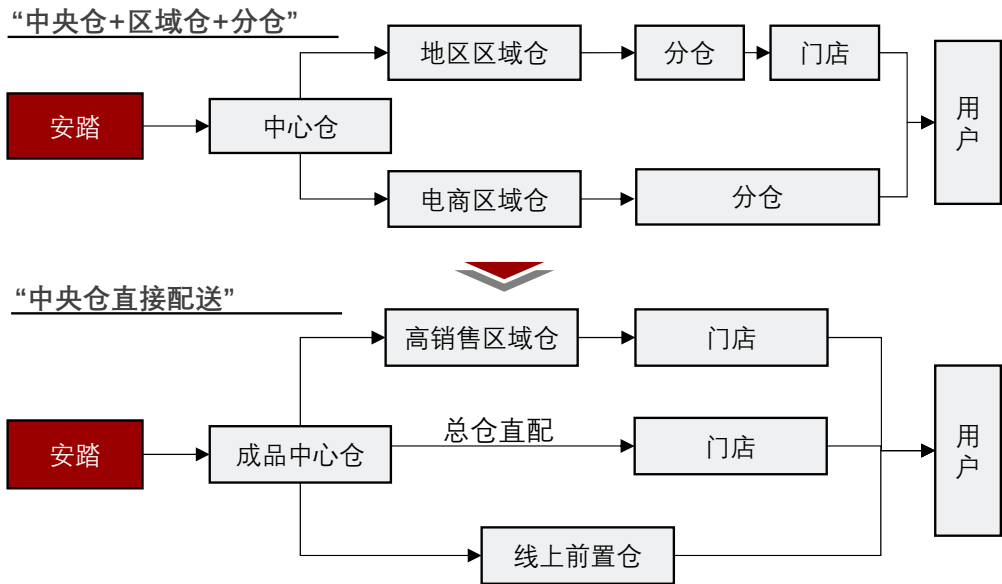 “中央仓+区域仓+分仓”
地区区域仓
分仓
门店
安踏
中心仓
用户
电商区域仓
分仓
“中央仓直接配送”
高销售区域仓
门店
安踏
成品中心仓
总仓直配
门店
用户
线上前置仓